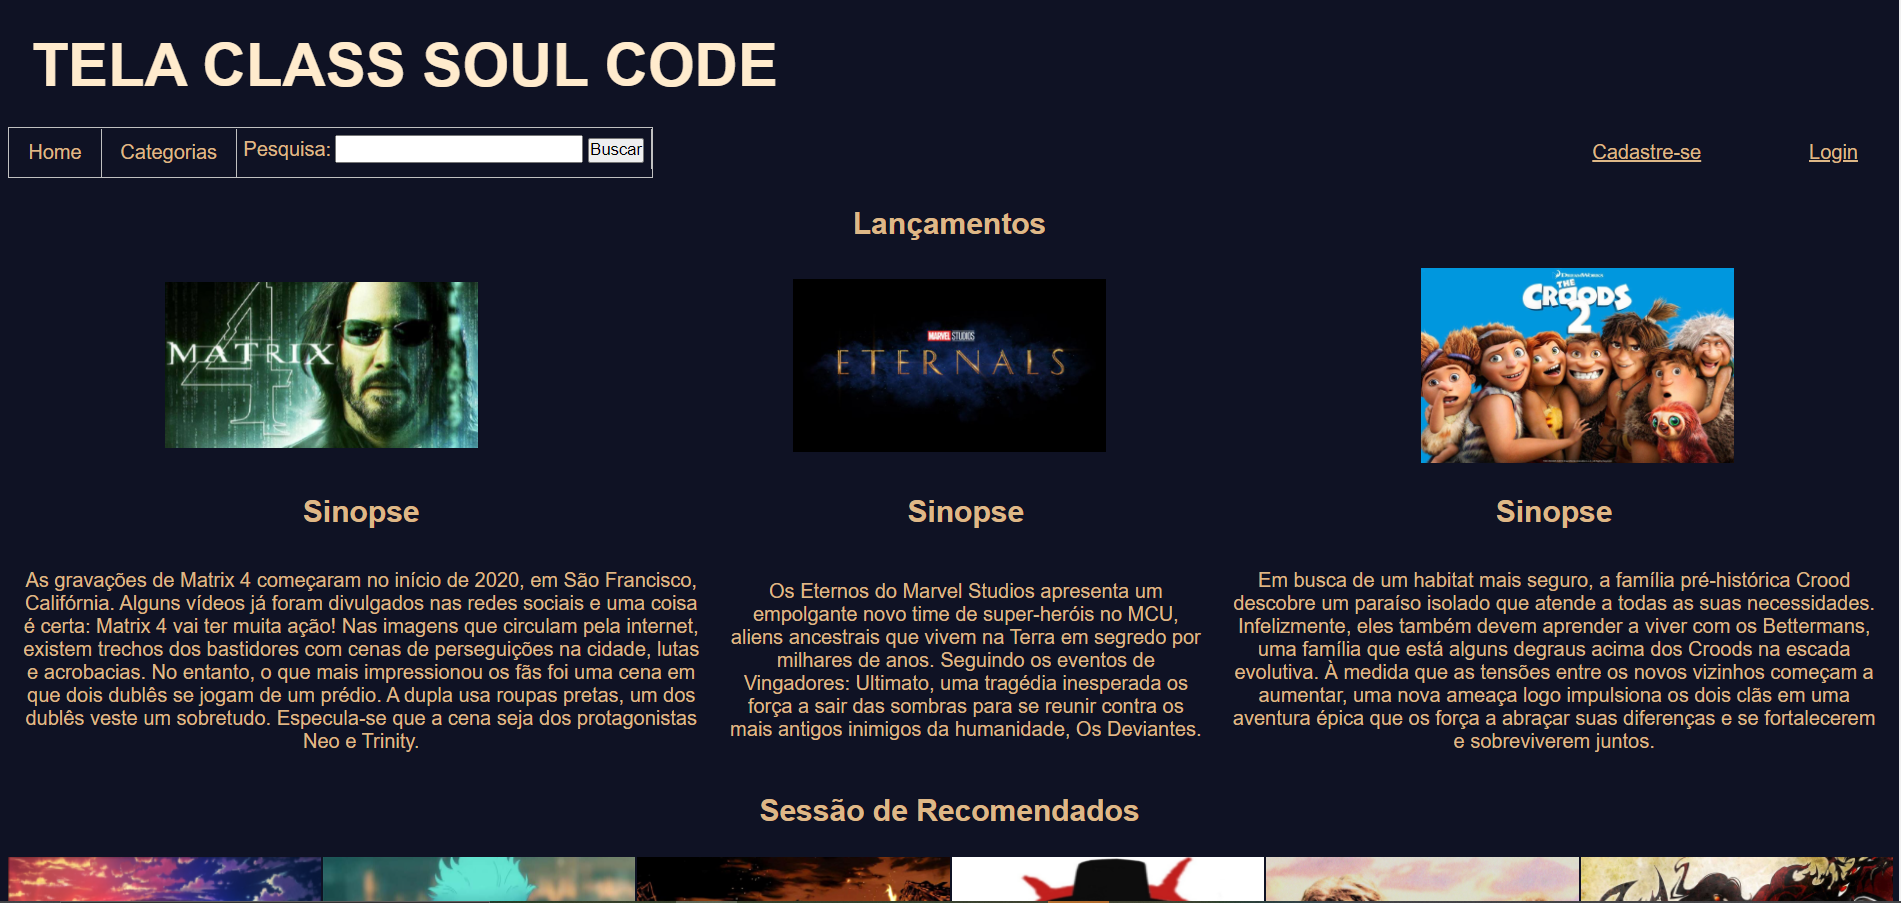 TELA CLASS SOUL CODE
Home Categorias Pesquisa: Buscar Cadastre-se Login
Lançamentos
MATRIX 4
MARVEL STUDIOS
ETERNALS
DREAMWORKS
THE
CROODS
2
Sinopse Sinopse Sinopse
As gravações de Matrix 4 começaram no início de 2020, em São Francisco,
Califórnia. Alguns vídeos já foram divulgados nas redes sociais e uma coisa
é certa: Matrix 4 vai ter muita ação! Nas imagens que circulam pela internet,
existem trechos dos bastidores com cenas de perseguições na cidade, lutas
e acrobacias. No entanto, o que mais impressionou os fãs foi uma cena em
que dois dublês se jogam de um prédio. A dupla usa roupas pretas, um dos
dublês veste um sobretudo. Especula-se que a cena seja dos protagonistas
Neo e Trinity.
Os Eternos do Marvel Studios apresenta um
empolgante novo time de super-heróis no MCU,
aliens ancestrais que vivem na Terra em segredo por
milhares de anos. Seguindo os eventos de
Vingadores: Ultimato, uma tragédia inesperada os
força a sair das sombras para se reunir contra os
mais antigos inimigos da humanidade, Os Deviantes.
Em busca de um habitat mais seguro, a família pré-histórica Crood
descobre um paraíso isolado que atende a todas as suas necessidades.
Infelizmente, eles também devem aprender a viver com os Bettermans,
uma família que está alguns degraus acima dos Croods na escada
evolutiva. À medida que as tensões entre os novos vizinhos começam a
aumentar, uma nova ameaça logo impulsiona os dois clãs em uma
aventura épica que os força a abraçar suas diferenças e se fortalecerem
e sobreviverem juntos.
Sessão de Recomendados